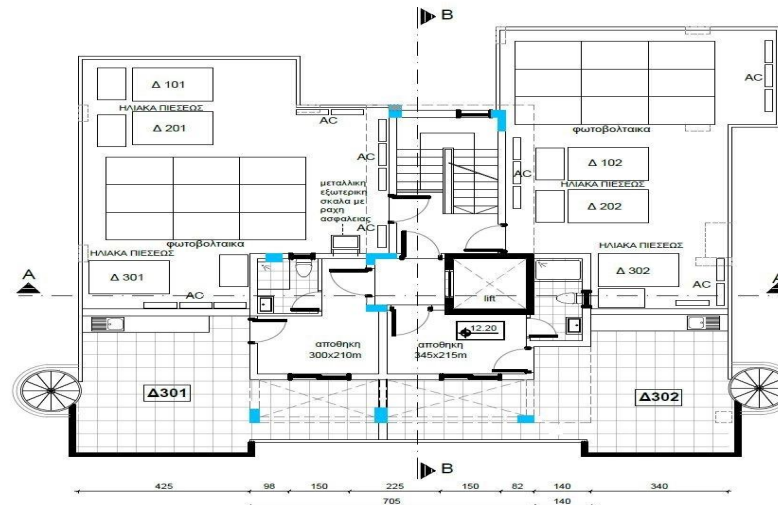 B
Δ 101
ΗΛΙΑΚΑ ΠΙΕΣΕΩΣ
Δ 201
AC
AC
AC
φωτοβολταικα
AC
Δ 102
ΗΛΙΑΚΑ ΠΙΕΣΕΩΣ
Δ 202
AC
μεταλλικη
εξωτερικη
σκαλα με
ραχη
ασφαλειας
φωτοβολταικα
Δ 301
ΗΛΙΑΚΑ ΠΙΕΣΕΩΣ
AC
ΗΛΙΑΚΑ ΠΙΕΣΕΩΣ
Δ 302
AC
A
A
lift
12.20
αποθηκη
300x210m
αποθηκη
345x215m
Δ301
Δ302
B
425 98 150 225 150 82 140 340
705 140